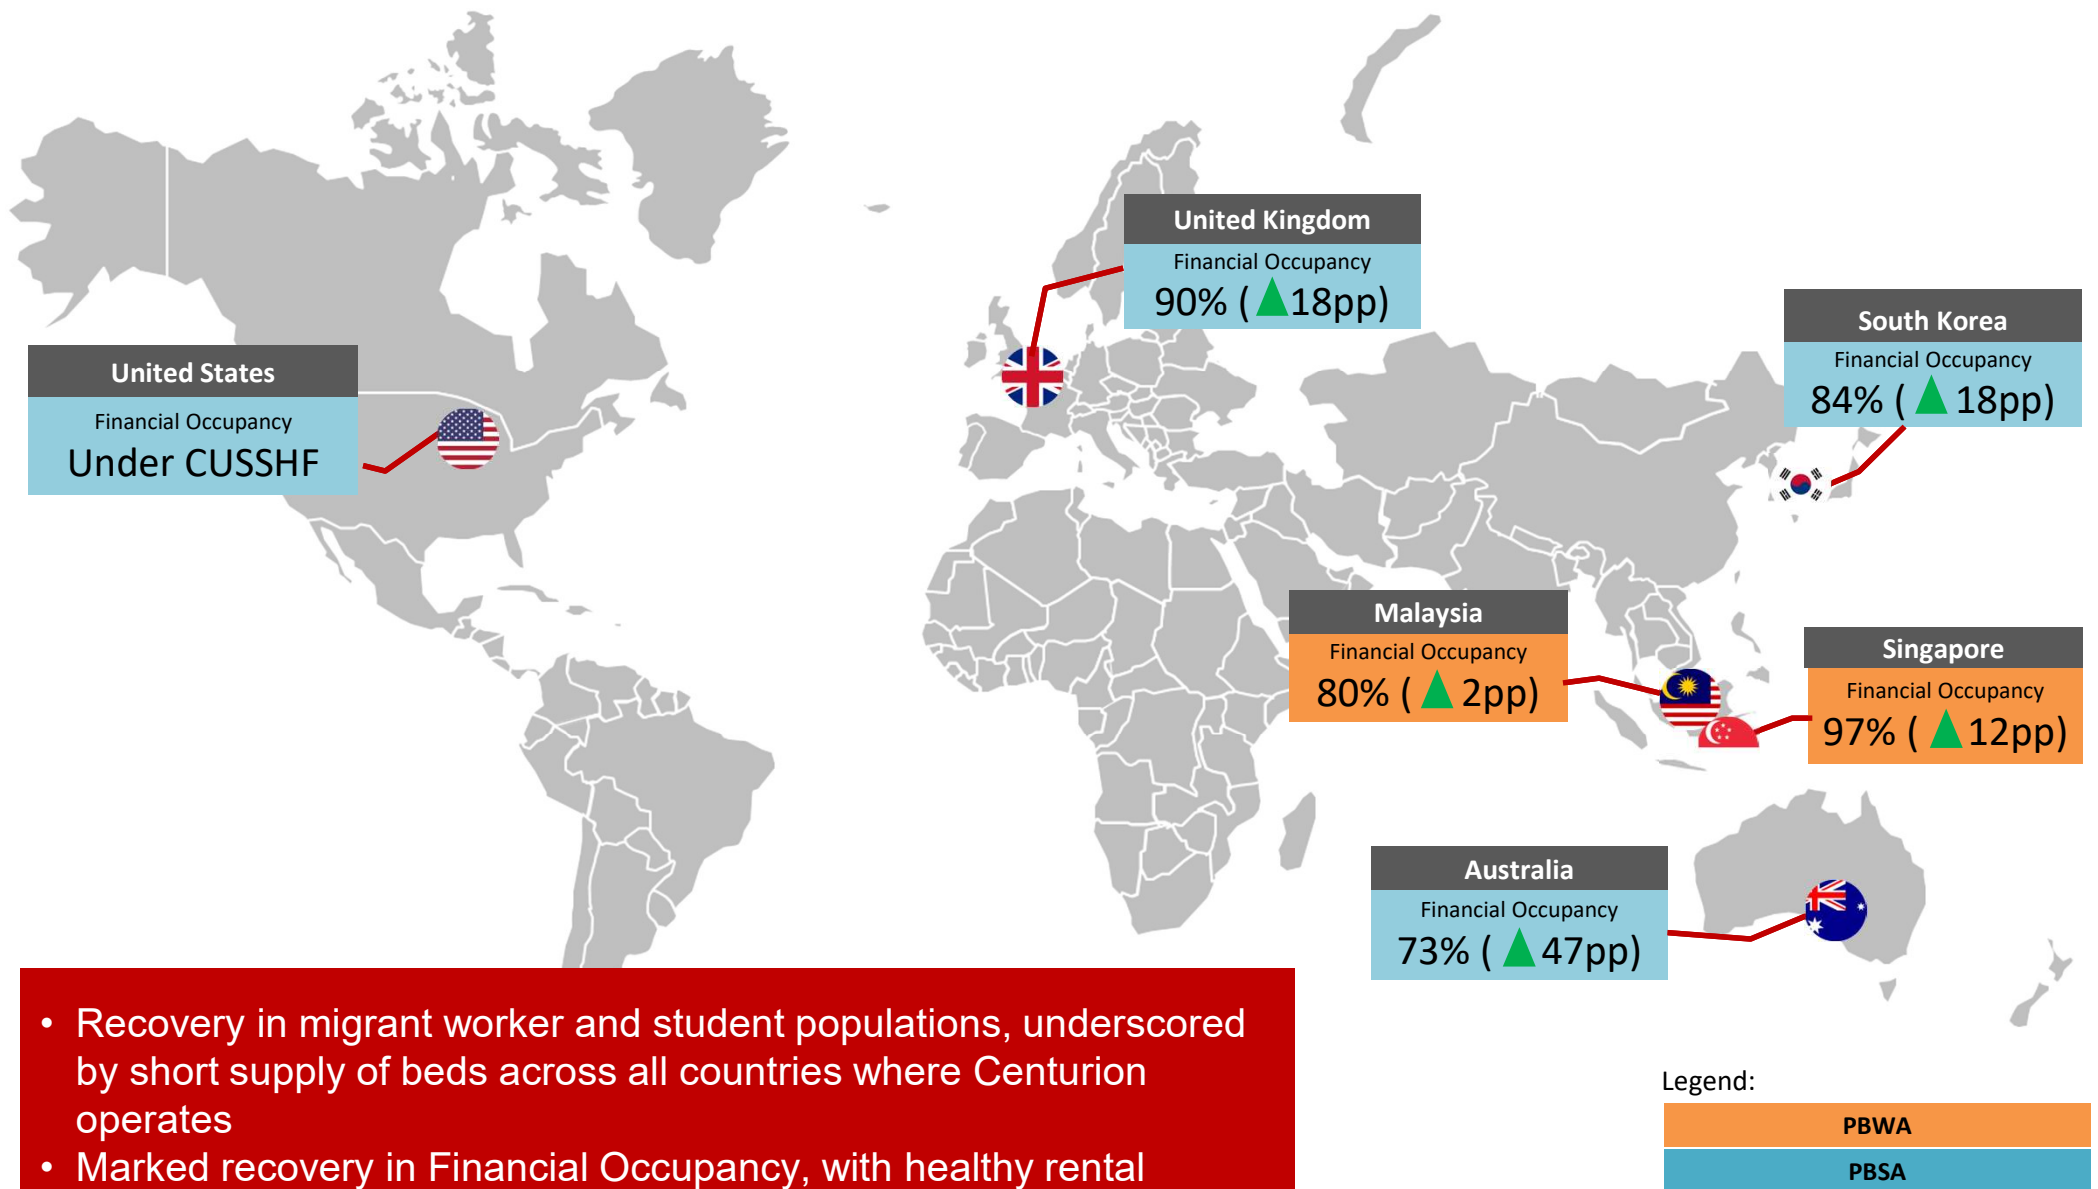 United Kingdom
Financial Occupancy
90% ( ▲18pp)
South Korea
Financial Occupancy
84% ( ▲ 18pp)
United States
Financial Occupancy
Under CUSSHF
Malaysia
Financial Occupancy
80% ( ▲ 2pp)
Singapore
Financial Occupancy
97% ( ▲ 12pp)
Australia
Financial Occupancy
73% ( ▲ 47pp)
• Recovery in migrant worker and student populations, underscored
by short supply of beds across all countries where Centurion
operates
• Marked recovery in Financial Occupancy, with healthy rental
Legend:
PBWA
PBSA